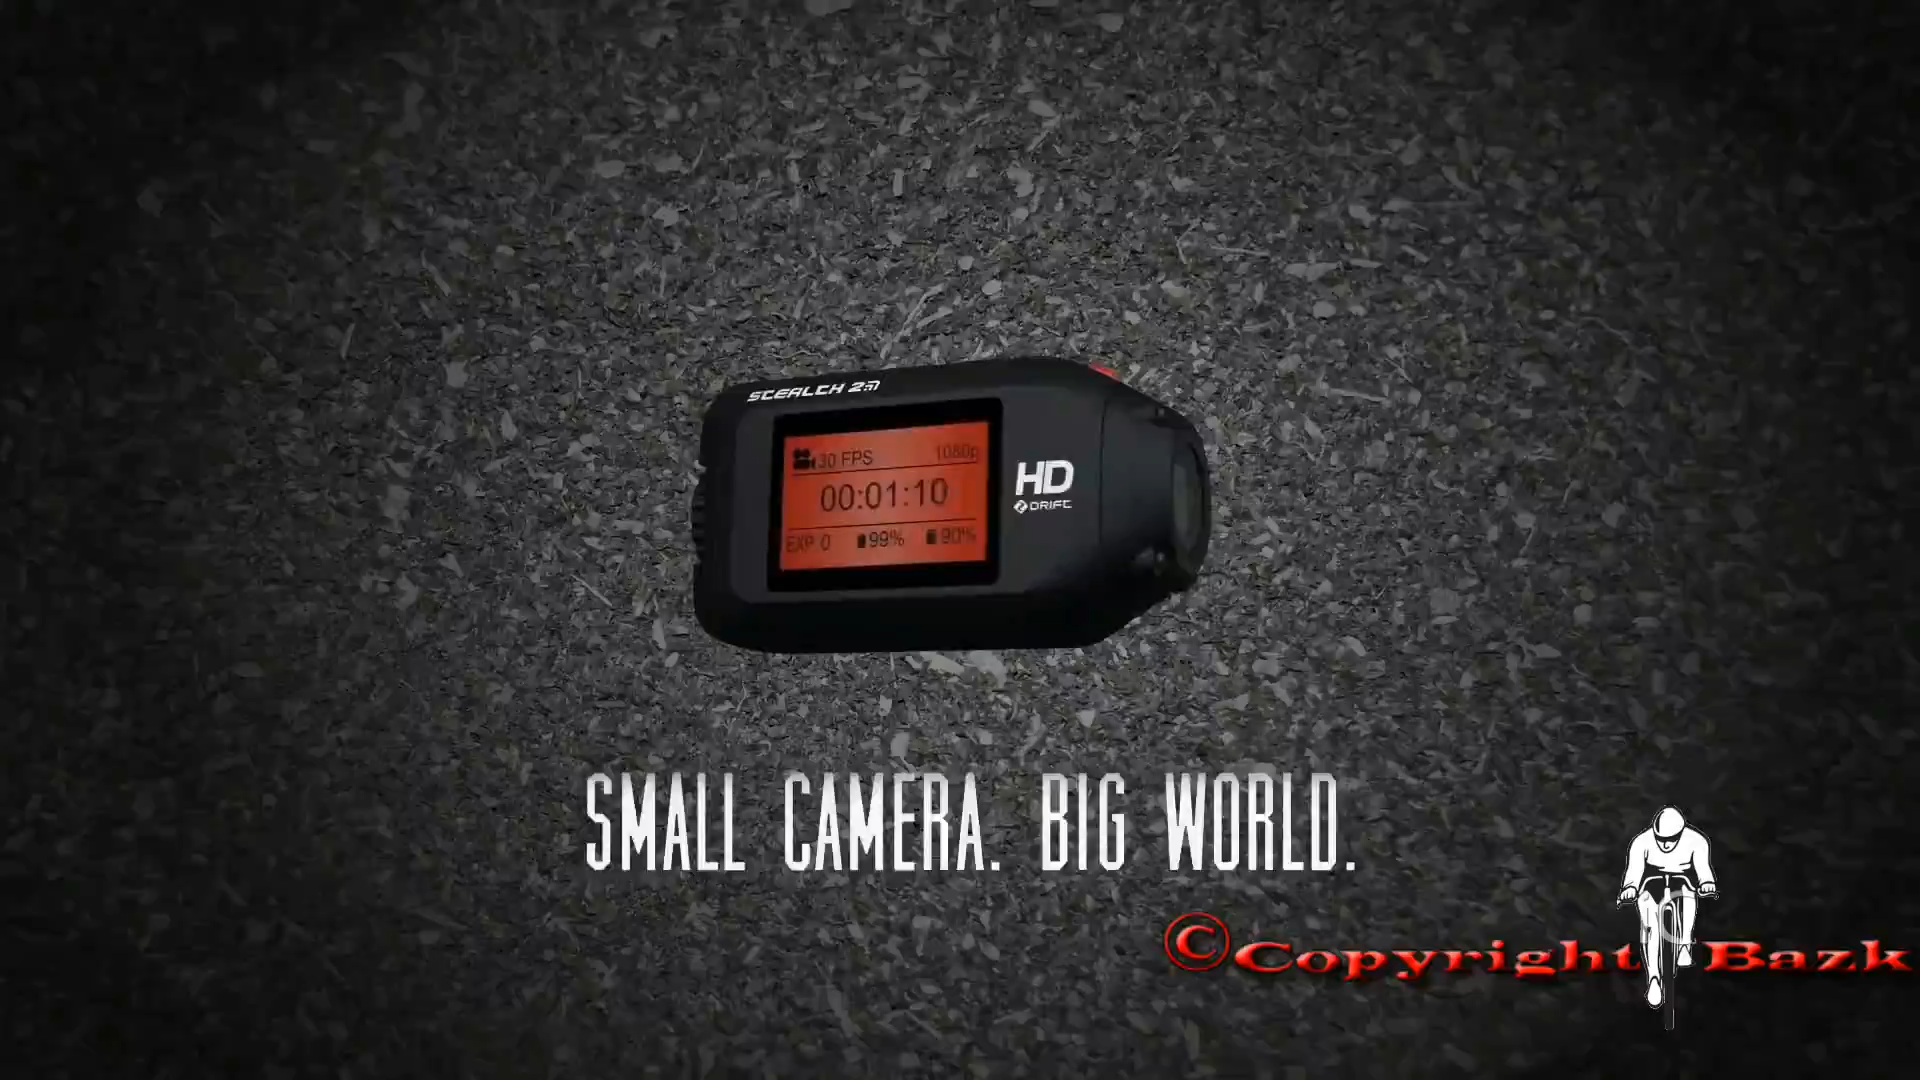 STEALTH 2
30 FPS 1080p
00:01:10
EXP 0 99% 90%
HD
DRIFT
SMALL CAMERA. BIG WORLD.
©Copyright Bazk